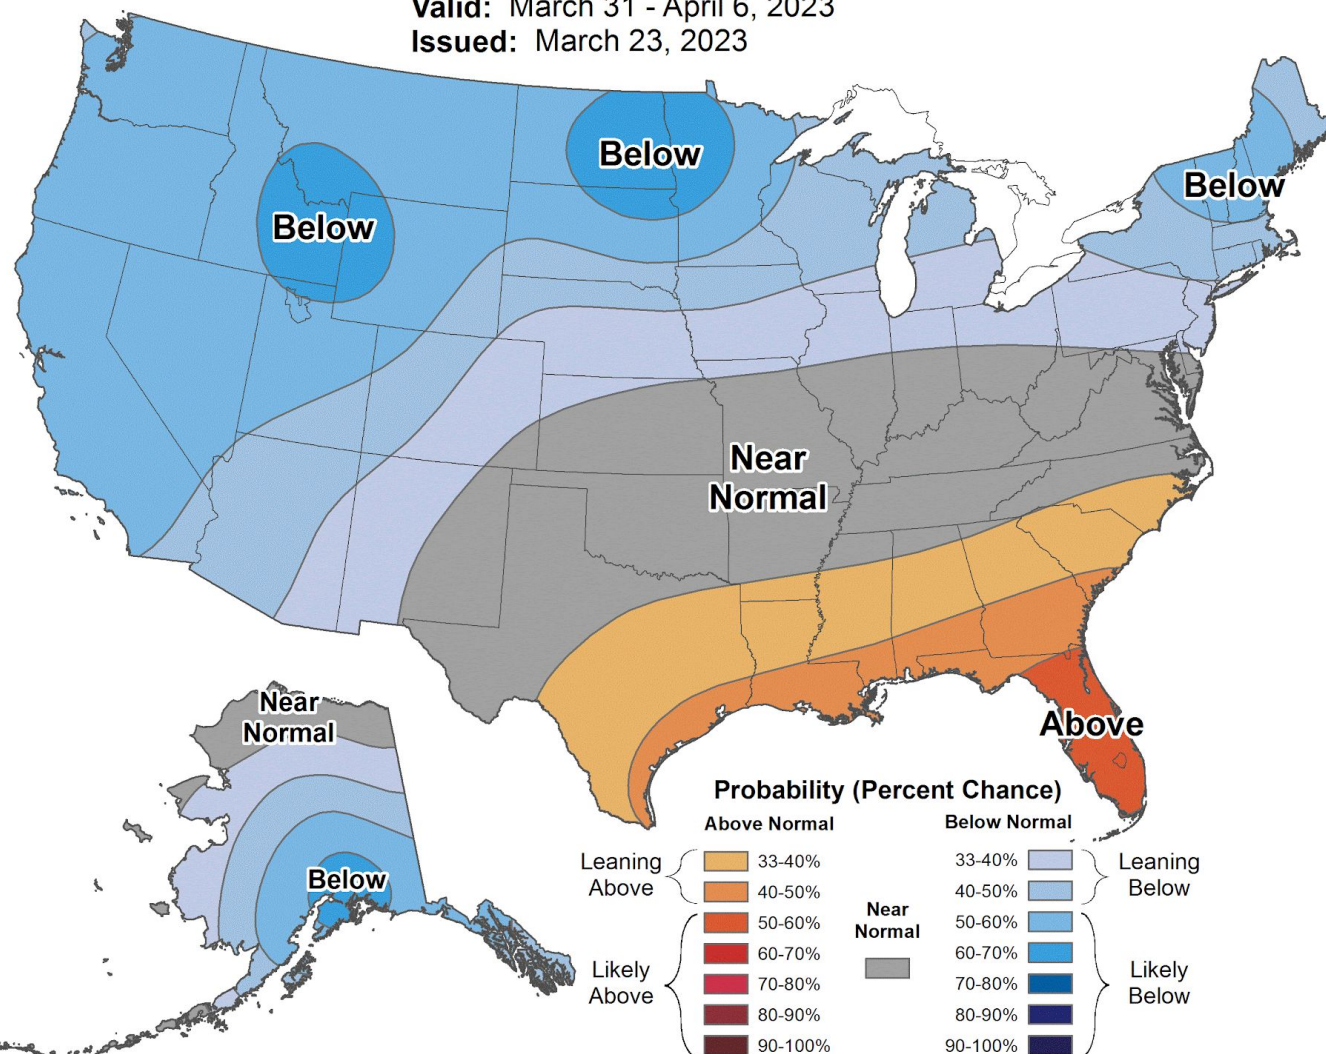 Valid: March 31 - April 6, 2023
Issued: March 23, 2023
Below
Below
Below
Near
Normal
Near
Normal
Above
Below
Probability (Percent Chance)
Above Normal
Below Normal
Leaning
Above
33-40%
40-50%
Likely
Above
50-60%
60-70%
70-80%
80-90%
90-100%
Near
Normal
33-40%
40-50%
Leaning
Below
50-60%
60-70%
70-80%
80-90%
90-100%
Likely
Below